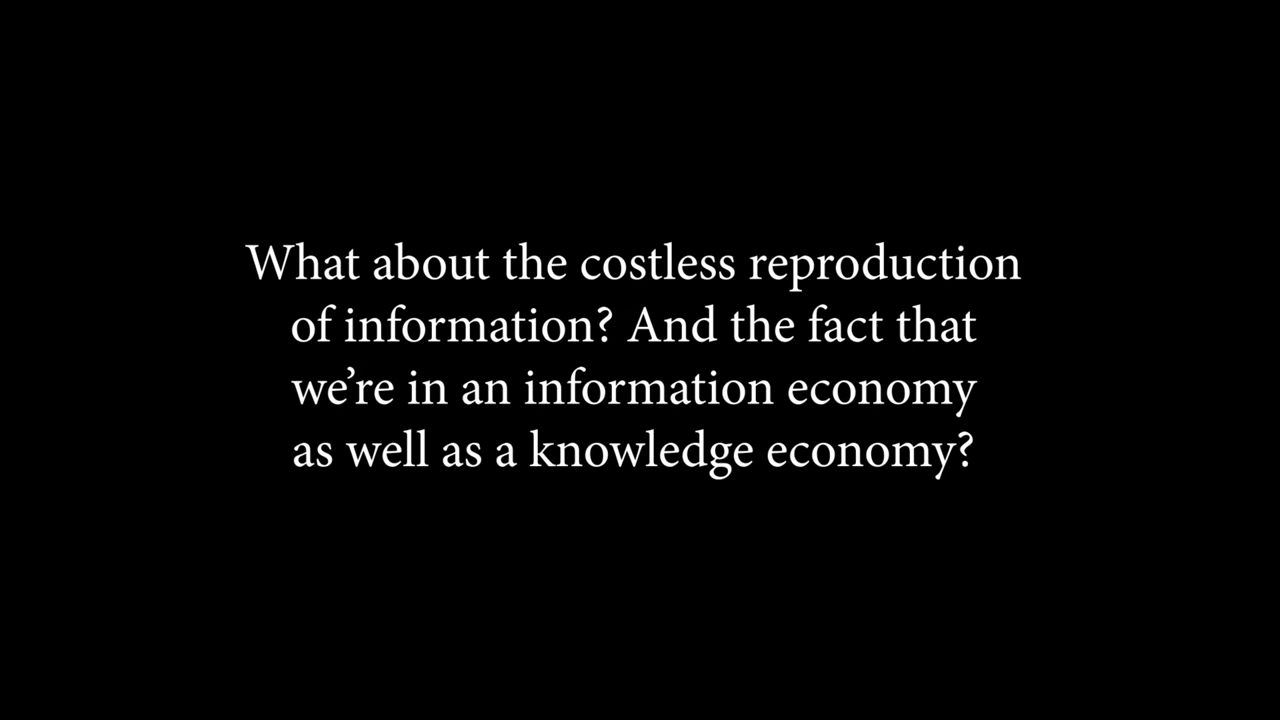 What about the costless reproduction
of information? And the fact that
we’re in an information economy
as well as a knowledge economy?